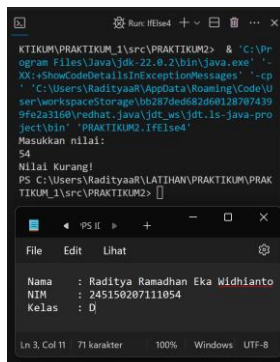 Run: IfElse4
KTIKUM\PRAKTIKUM_1\src\PRAKTIKUM2> & 'C:\Pr
ogram Files\Java\jdk-22.0.2\bin\java.exe' '-
XX:+ShowCodeDetailsInExceptionMessages' '-cp
' 'C:\Users\RadityaaR\AppData\Roaming\Code\U
ser\workspaceStorage\bb287ded682d60128707439
9fe2a3160\redhat.java\jdt_ws\jdt.ls-java-pro
ject\bin' 'PRAKTIKUM2.IfElse4'
Masukkan nilai:
54
Nilai Kurang!
PS C:\Users\RadityaaR\LATIHAN\PRAKTIKUM\PRAK
TIKUM_1\src\PRAKTIKUM2>
File Edit Lihat
Nama : Raditya Ramadhan Eka Widhianto
NIM : 245150207111054
Kelas : D
Ln 3, Col 11 71 karakter 100% Windows UTF-8